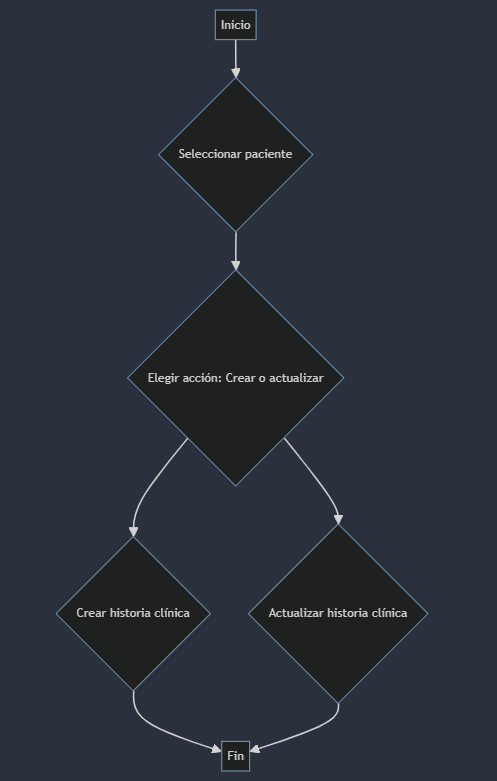 Inicio
Seleccionar paciente
Elegir acción: Crear o actualizar
Crear historia clínica
Actualizar historia clínica
Fin